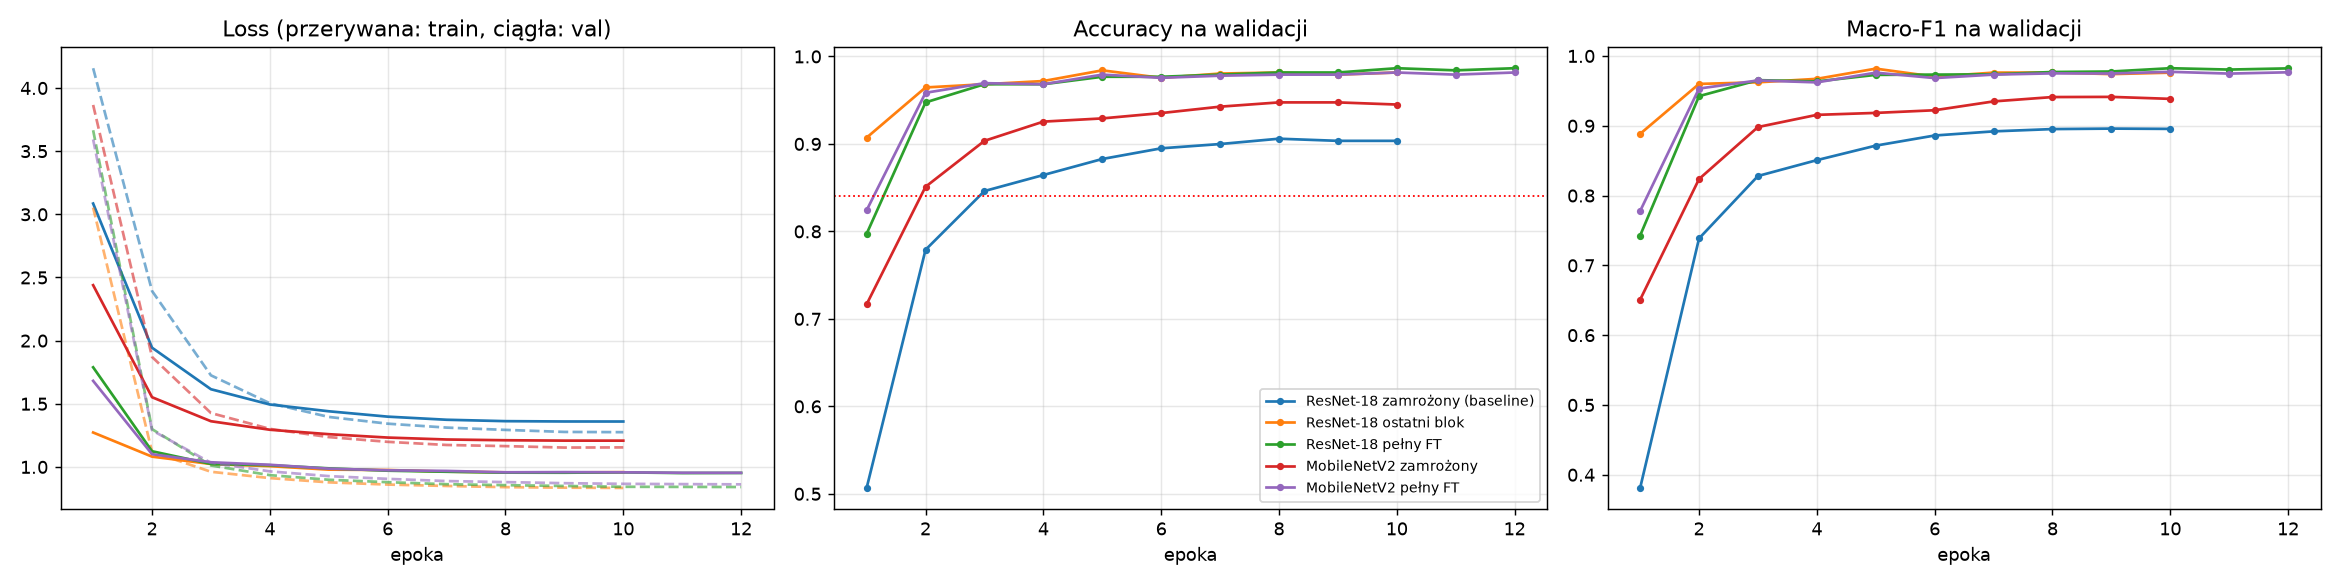 Loss (przerywana: train, ciągła: val)
4.0
3.5
3.0
2.5
2.0
1.5
1.0
2 4 6 8 10 12
epoka
Accuracy na walidacji
1.0
0.9
0.8
0.7
0.6
0.5
ResNet-18 zamrożony (baseline)
ResNet-18 ostatni blok
ResNet-18 pełny FT
MobileNetV2 zamrożony
MobileNetV2 pełny FT
2 4 6 8 10 12
epoka
Macro-F1 na walidacji
1.0
0.9
0.8
0.7
0.6
0.5
0.4
2 4 6 8 10 12
epoka